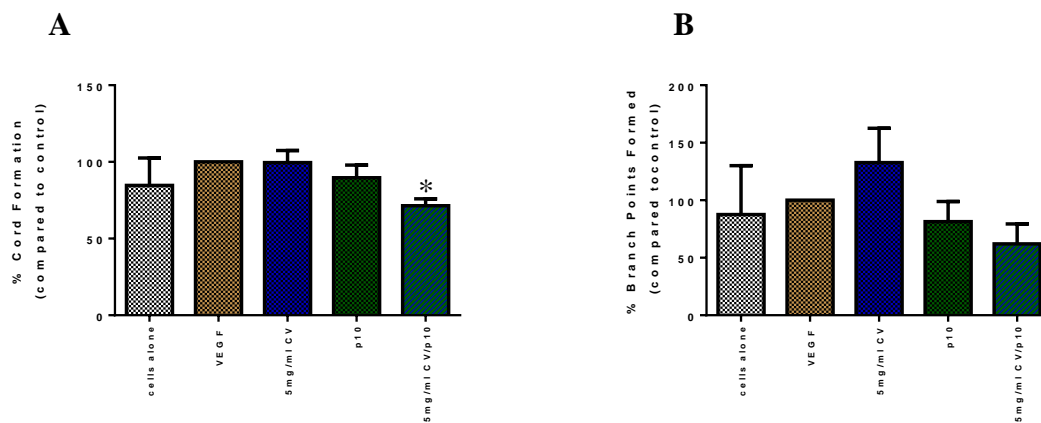 A
% Cord Formation
(compared to control)
150
100
50
0
*
cells alone
VEGF
5mg/ml CV
p10
5mg/ml CV/p10
B
% Branch Points Formed
(compared tocontrol)
200
150
100
50
0
cells alone
VEGF
5mg/ml CV
p10
5mg/ml CV/p10